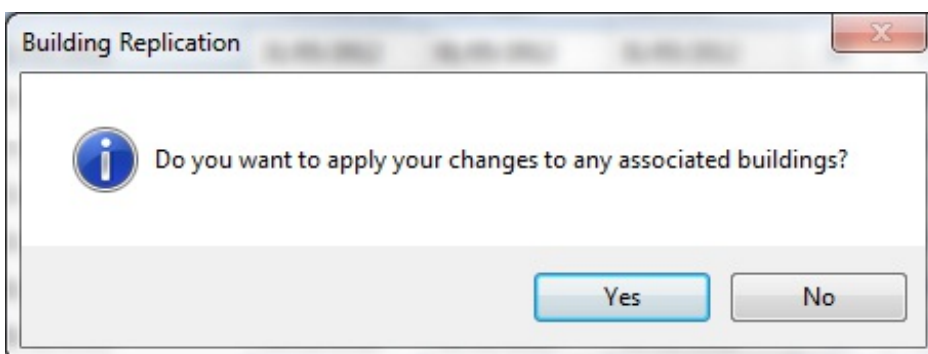 Building Replication
Do you want to apply your changes to any associated buildings?
Yes
No